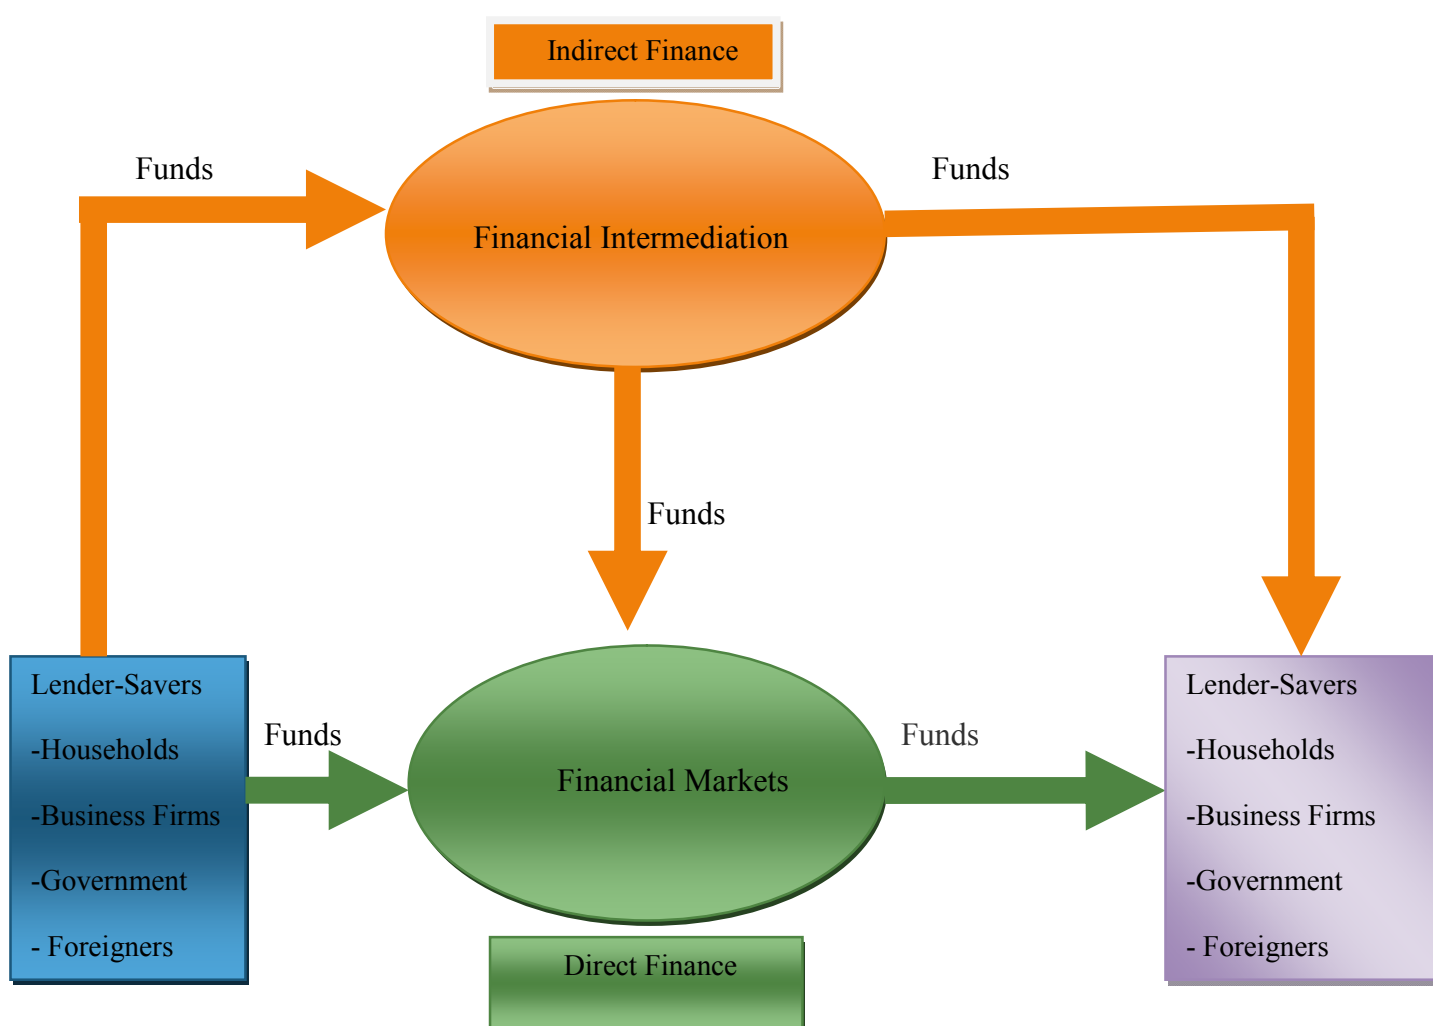 Indirect Finance
Funds
Funds
Financial Intermediation
Funds
Lender-Savers
-Households
-Business Firms
-Government
- Foreigners
Funds
Financial Markets
Funds
Lender-Savers
-Households
-Business Firms
-Government
- Foreigners
Direct Finance